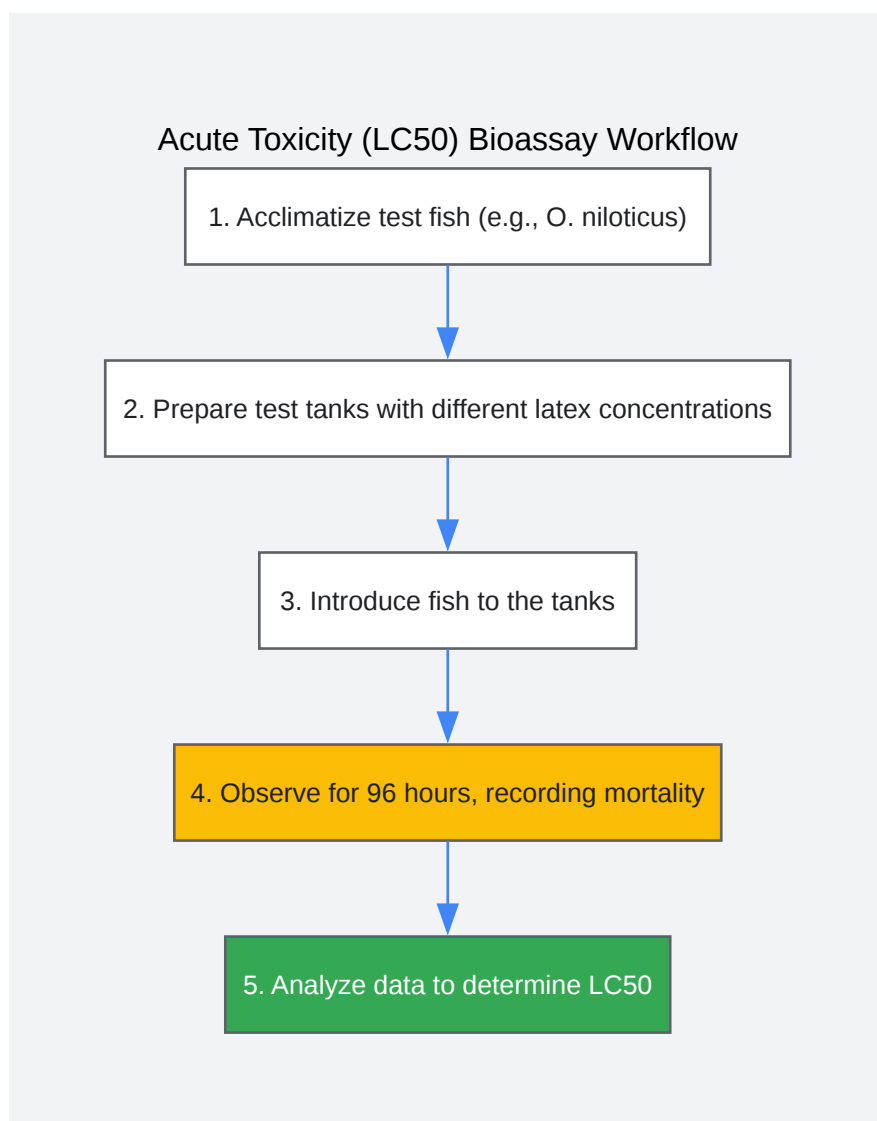 Acute Toxicity (LC50) Bioassay Workflow
1. Acclimatize test fish (e.g., O. niloticus)
2. Prepare test tanks with different latex concentrations
3. Introduce fish to the tanks
4. Observe for 96 hours, recording mortality
5. Analyze data to determine LC50